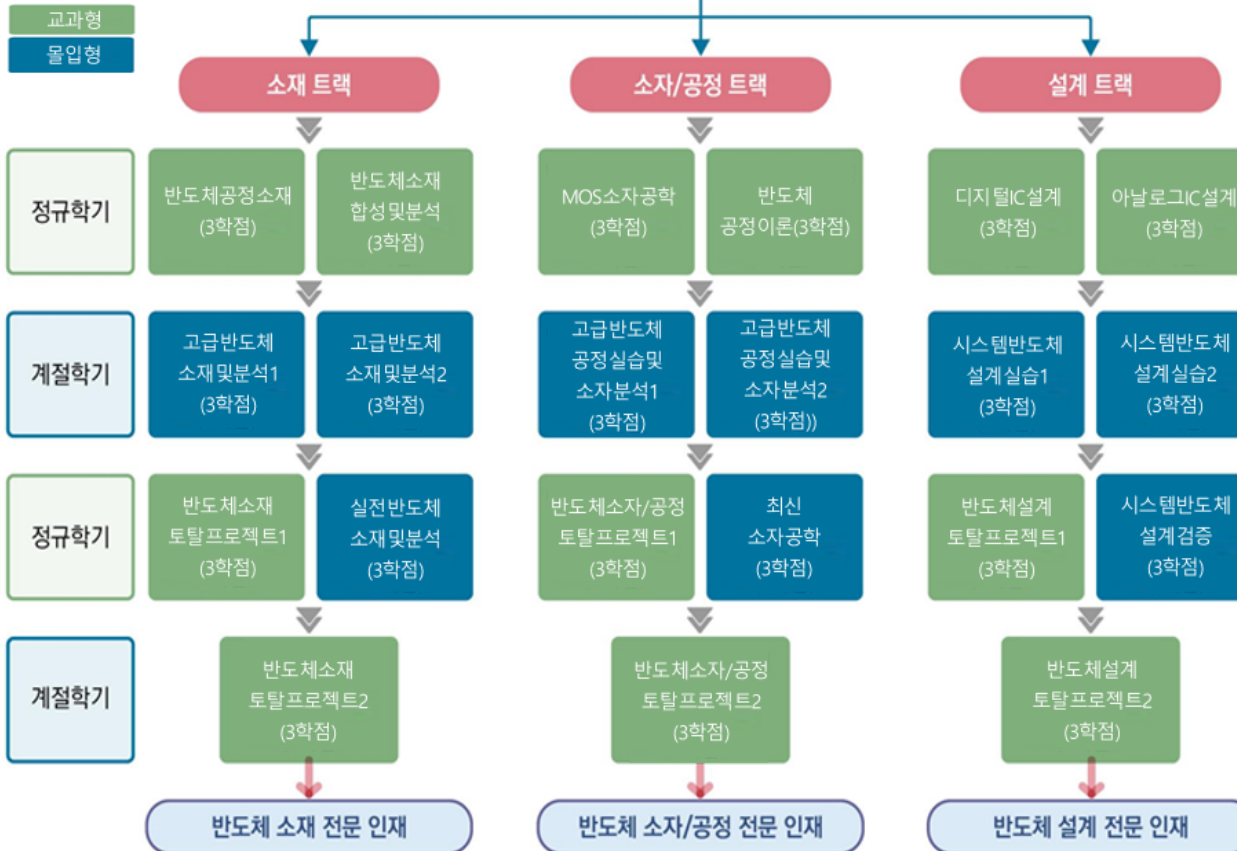 교과형
몰입형
소재 트랙
소자/공정 트랙
설계 트랙
정규학기
반도체공정소재
(3학점)
반도체소재
합성및분석
(3학점)
MOS소자공학
(3학점)
반도체
공정이론(3학점)
디지털IC설계
(3학점)
아날로그IC설계
(3학점)
계절학기
고급반도체
소재및분석1
(3학점)
고급반도체
소재및분석2
(3학점)
고급반도체
공정실습및
소자분석1
(3학점)
고급반도체
공정실습및
소자분석2
(3학점))
시스템반도체
설계실습1
(3학점)
시스템반도체
설계실습2
(3학점)
정규학기
반도체소재
토탈프로젝트1
(3학점)
실전반도체
소재및분석
(3학점)
반도체소자/공정
토탈프로젝트1
(3학점)
최신
소자공학
(3학점)
반도체설계
토탈프로젝트1
(3학점)
시스템반도체
설계검증
(3학점)
계절학기
반도체소재
토탈프로젝트2
(3학점)
반도체소자/공정
토탈프로젝트2
(3학점)
반도체설계
토탈프로젝트2
(3학점)
반도체 소재 전문 인재
반도체 소자/공정 전문 인재
반도체 설계 전문 인재